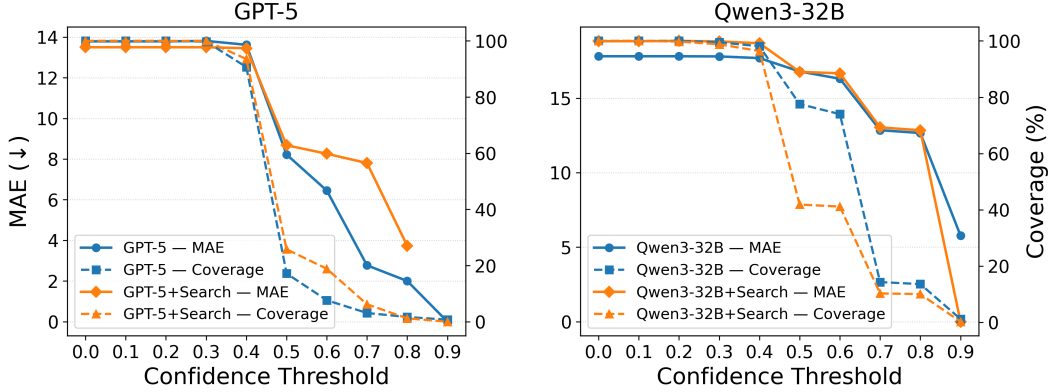 GPT-5
MAE (↓)
14
12
10
8
6
4
2
0
100
80
60
40
20
0
GPT-5 — MAE
GPT-5 — Coverage
GPT-5+Search — MAE
GPT-5+Search — Coverage
0.0 0.1 0.2 0.3 0.4 0.5 0.6 0.7 0.8 0.9
Confidence Threshold
Qwen3-32B
15
10
5
0
100
80
60
40
20
0
Coverage (%)
Qwen3-32B — MAE
Qwen3-32B — Coverage
Qwen3-32B+Search — MAE
Qwen3-32B+Search — Coverage
0.0 0.1 0.2 0.3 0.4 0.5 0.6 0.7 0.8 0.9
Confidence Threshold